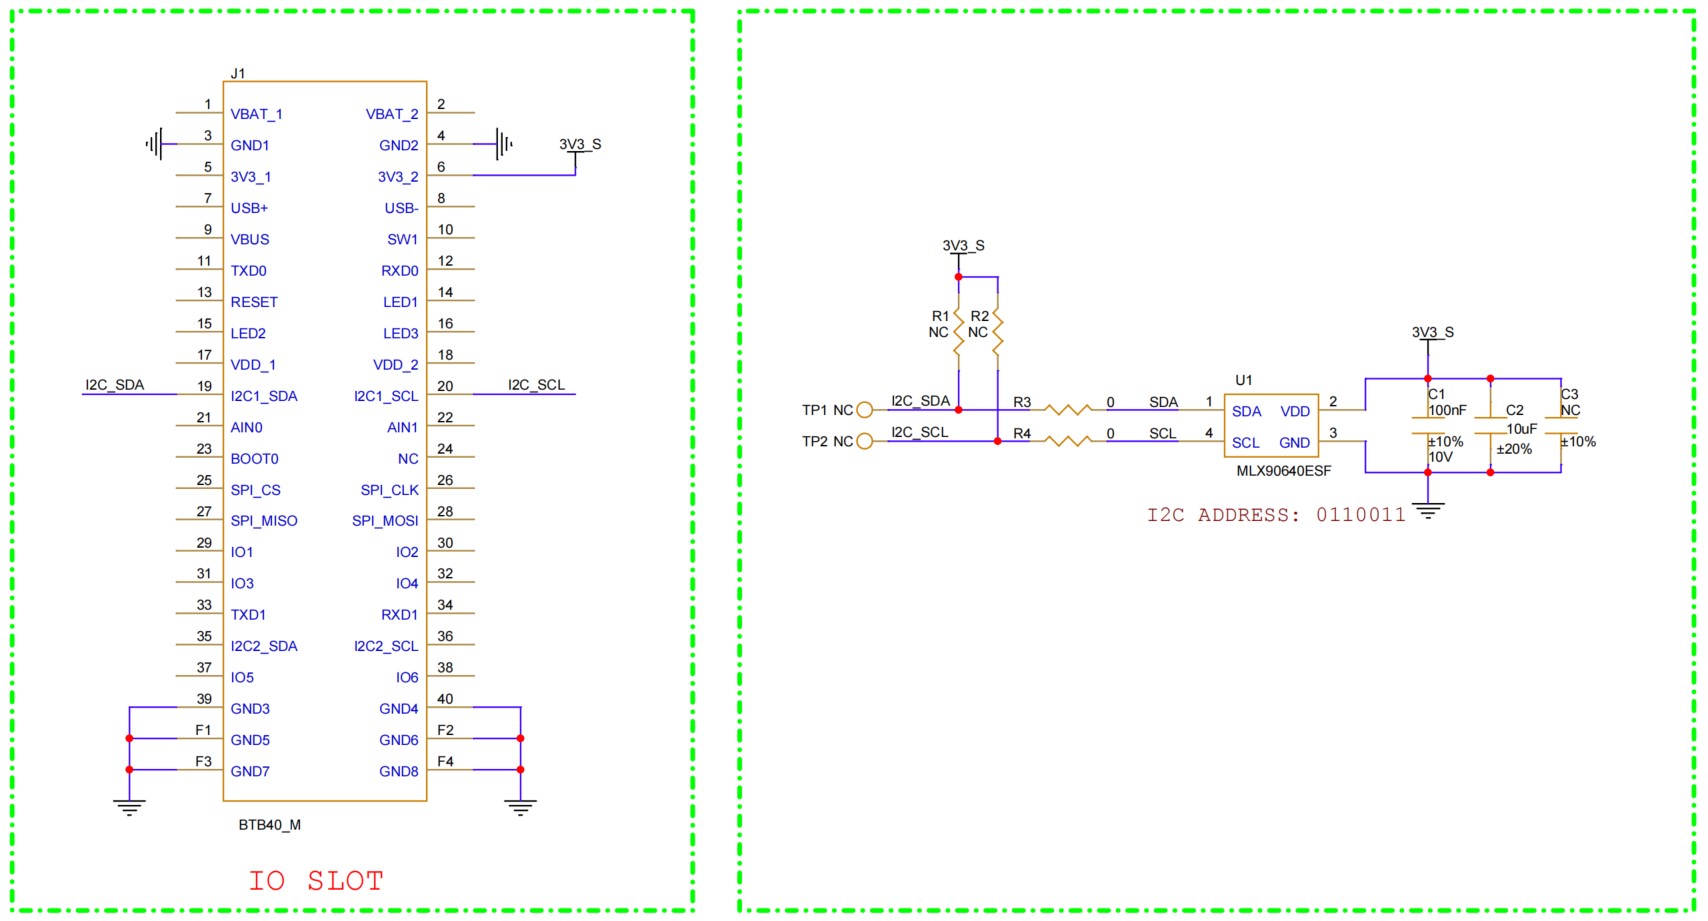 J1
1 VBAT_1 VBAT_2 2
3 GND1 GND2 4
3V3_S
5 3V3_1 3V3_2 6
7 USB+ USB- 8
9 VBUS SW1 10
11 TXD0 RXD0 12
13 RESET LED1 14
15 LED2 LED3 16
17 VDD_1 VDD_2 18
I2C_SDA 19 I2C1_SDA I2C1_SCL 20 I2C_SCL
21 AIN0 AIN1 22
23 BOOT0 NC 24
25 SPI_CS SPI_CLK 26
27 SPI_MISO SPI_MOSI 28
29 IO1 IO2 30
31 IO3 IO4 32
33 TXD1 RXD1 34
35 I2C2_SDA I2C2_SCL 36
37 IO5 IO6 38
39 GND3 GND4 40
F1 GND5 GND6 F2
F3 GND7 GND8 F4
BTB40_M
IO SLOT
3V3_S
R1 R2
NC NC
TP1 NC I2C_SDA R3 0 SDA 1
TP2 NC I2C_SCL R4 0 SCL 4
U1
SDA VDD 2
SCL GND 3
MLX90640ESF
3V3_S
C1
100nF
±10%
10V
C2
10uF
±20%
C3
NC
±10%
I2C ADDRESS: 0110011